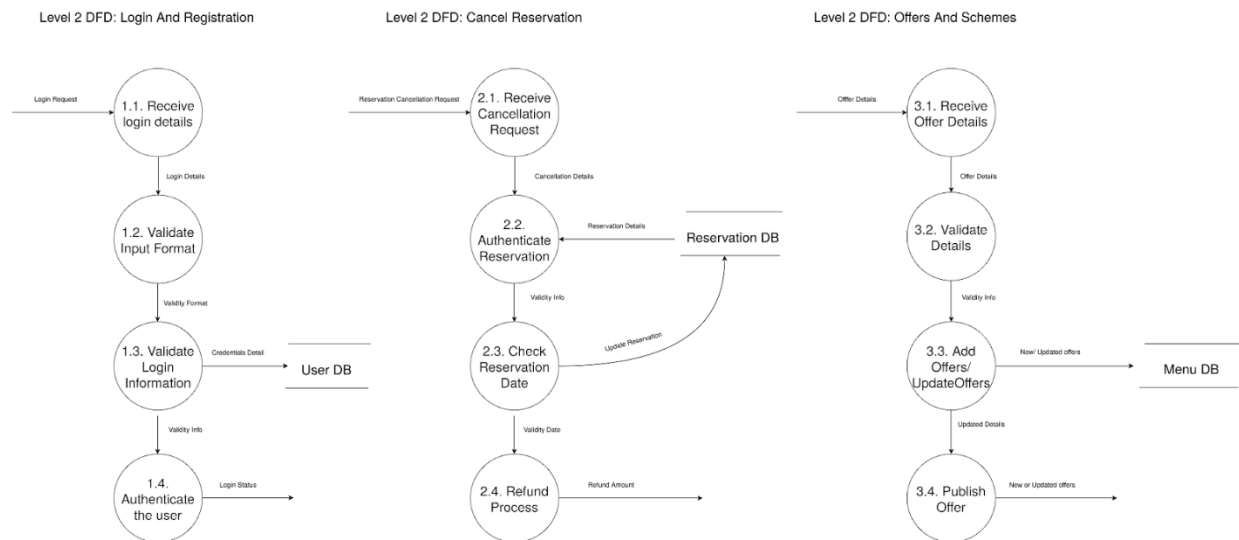 Level 2 DFD: Login And Registration
Login Request
1.1. Receive
login details
Login Details
1.2. Validate
Input Format
Validity Format
1.3. Validate
Login
Information
Credentials Detail
User DB
Validity Info
1.4.
Authenticate
the user
Login Status
Level 2 DFD: Cancel Reservation
Reservation Cancellation Request
2.1. Receive
Cancellation
Request
Cancellation Details
2.2.
Authenticate
Reservation
Reservation Details
Reservation DB
Validity Info
2.3. Check
Reservation
Date
Update Reservation
Validity Date
2.4. Refund
Process
Refund Amount
Level 2 DFD: Offers And Schemes
Offfer Details
3.1. Receive
Offer Details
Offer Details
3.2. Validate
Details
Validity Info
3.3. Add
Offers/
UpdateOffers
New/ Updated offers
Menu DB
Updated Details
3.4. Publish
Offer
New or Updated offers